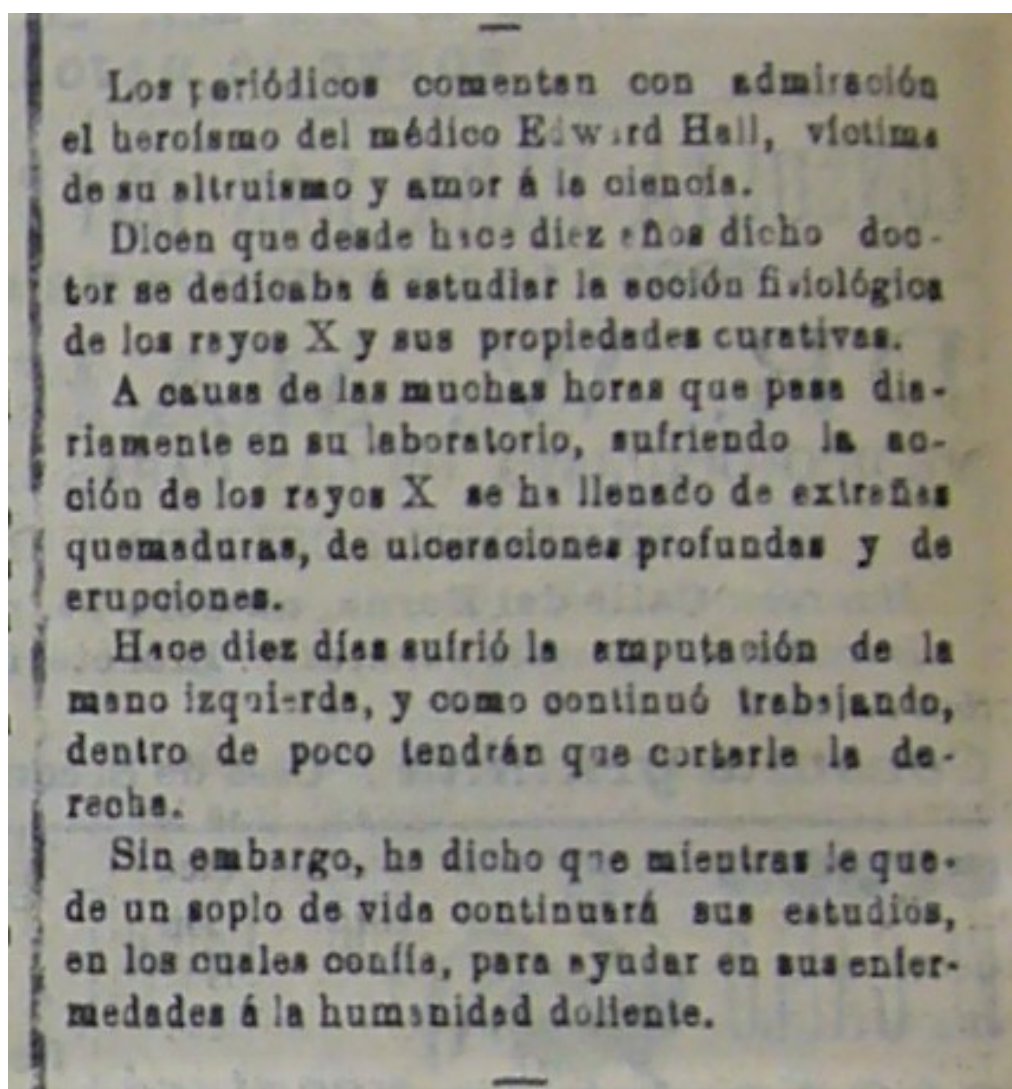 Los periódicos comentan con admiración
el heroísmo del médico Edward Hall, víctima
de su altruismo y amor á la ciencia.
Dicen que desde hace diez años dicho doc-
tor se dedicaba á estudiar la acción fisiológica
de los rayos X y sus propiedades curativas.
A causa de las muchas horas que pasa dia-
riamente en su laboratorio, sufriendo la ac-
ción de los rayos X se ha llenado de extrañas
quemaduras, de ulceraciones profundas y de
erupciones.
Hace diez días sufrió la amputación de la
mano izquierda, y como continuó trabajando,
dentro de poco tendrán que cortarle la de-
recha.
Sin embargo, ha dicho que mientras le que-
de un soplo de vida continuará sus estudios,
en los cuales confía, para ayudar en sus enfer-
medades á la humanidad doliente.